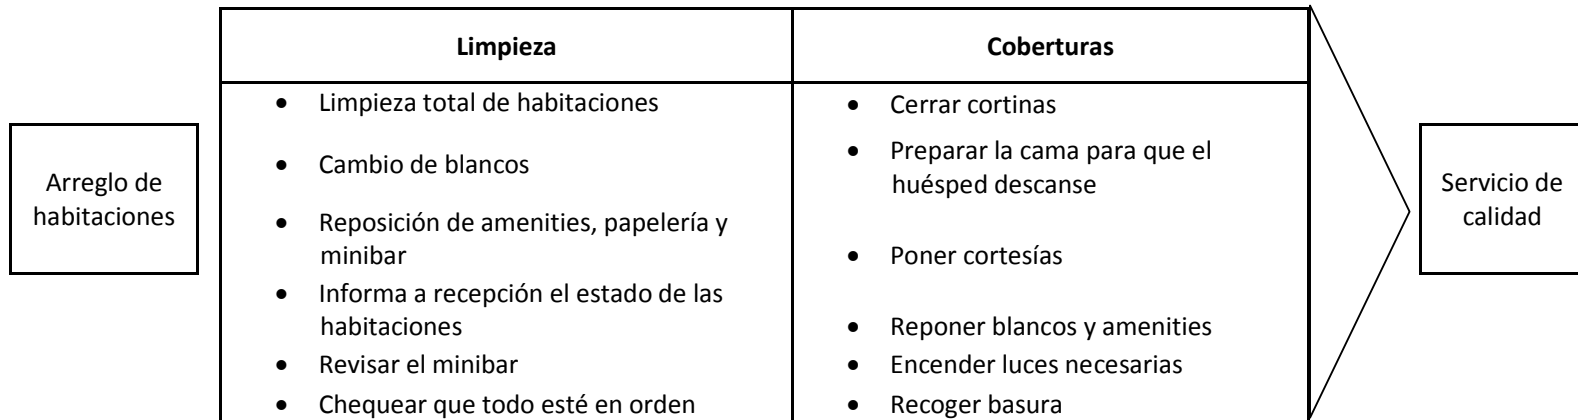 Arreglo de
habitaciones
Limpieza
• Limpieza total de habitaciones
• Cambio de blancos
• Reposición de amenities, papelería y
minibar
• Informa a recepción el estado de las
habitaciones
• Revisar el minibar
• Chequear que todo esté en orden
Coberturas
• Cerrar cortinas
• Preparar la cama para que el
huésped descanse
• Poner cortesías
• Reponer blancos y amenities
• Encender luces necesarias
• Recoger basura
Servicio de
calidad